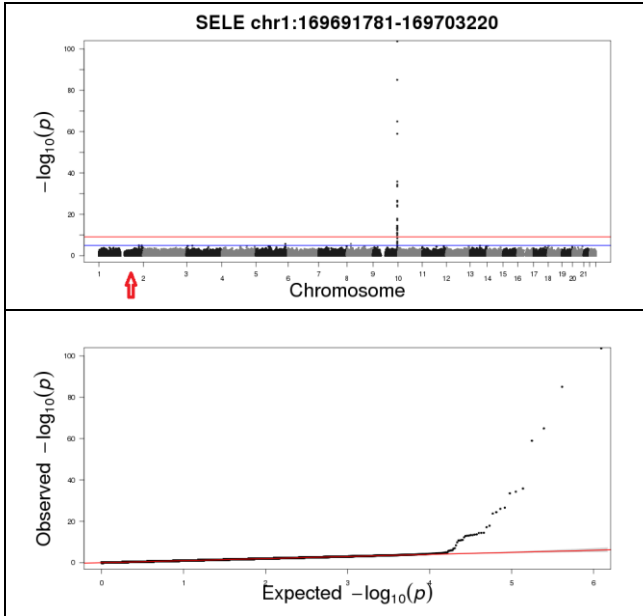 SELE chr1:169691781-169703220
−log10(p)
100
80
60
40
20
0
1 2 3 4 5 6 7 8 9 10 11 12 13 14 15 16 17 18 19 20 21
Chromosome
Observed −log10(p)
100
80
60
40
20
0
0 1 2 3 4 5 6
Expected −log10(p)